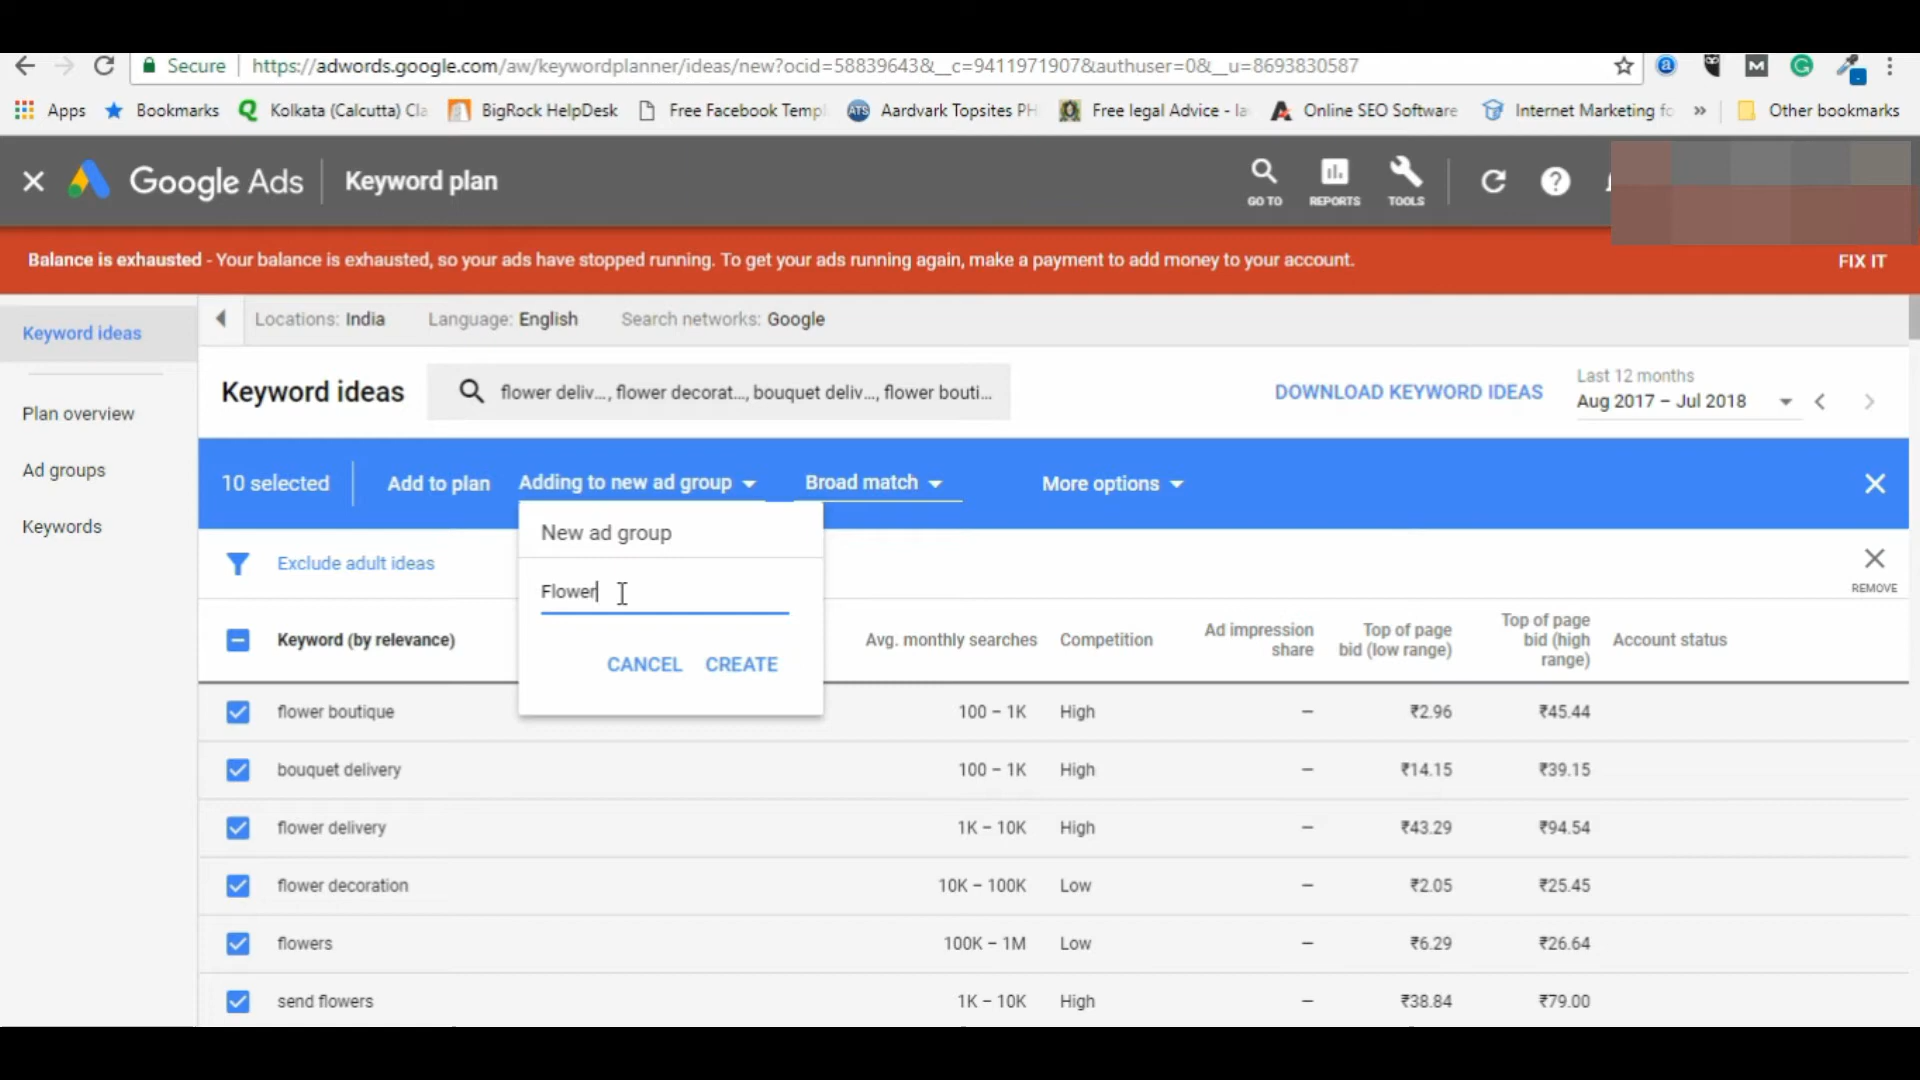 Secure https://adwords.google.com/aw/keywordplanner/ideas/new?ocid=58839643&__c=9411971907&authuser=0&__u=8693830587
Apps Bookmarks Kolkata (Calcutta) Cla BigRock HelpDesk Free Facebook Templ Aardvark Topsites PH Free legal Advice - la Online SEO Software Internet Marketing fo » Other bookmarks
Google Ads Keyword plan GO TO REPORTS TOOLS
Balance is exhausted - Your balance is exhausted, so your ads have stopped running. To get your ads running again, make a payment to add money to your account. FIX IT
Keyword ideas
Plan overview
Ad groups
Keywords
Locations: India Language: English Search networks: Google
Keyword ideas flower deliv..., flower decorat..., bouquet deliv..., flower bouti... DOWNLOAD KEYWORD IDEAS
Last 12 months
Aug 2017 – Jul 2018
10 selected Add to plan Adding to new ad group Broad match More options
New ad group
Flower
CANCEL CREATE
Exclude adult ideas
REMOVE
Keyword (by relevance) Avg. monthly searches Competition Ad impression share Top of page bid (low range) Top of page bid (high range) Account status
flower boutique 100 – 1K High – ₹2.96 ₹45.44
bouquet delivery 100 – 1K High – ₹14.15 ₹39.15
flower delivery 1K – 10K High – ₹43.29 ₹94.54
flower decoration 10K – 100K Low – ₹2.05 ₹25.45
flowers 100K – 1M Low – ₹6.29 ₹26.64
send flowers 1K – 10K High – ₹38.84 ₹79.00